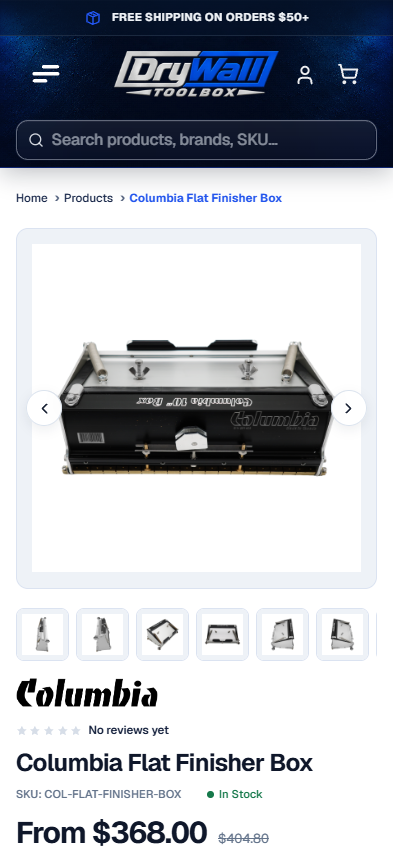 FREE SHIPPING ON ORDERS $50+
DryWall
TOOLBOX
Search products, brands, SKU...
Home › Products › Columbia Flat Finisher Box
Columbia 10" Box
Columbia
Columbia
No reviews yet
Columbia Flat Finisher Box
SKU: COL-FLAT-FINISHER-BOX In Stock
From $368.00 $404.80